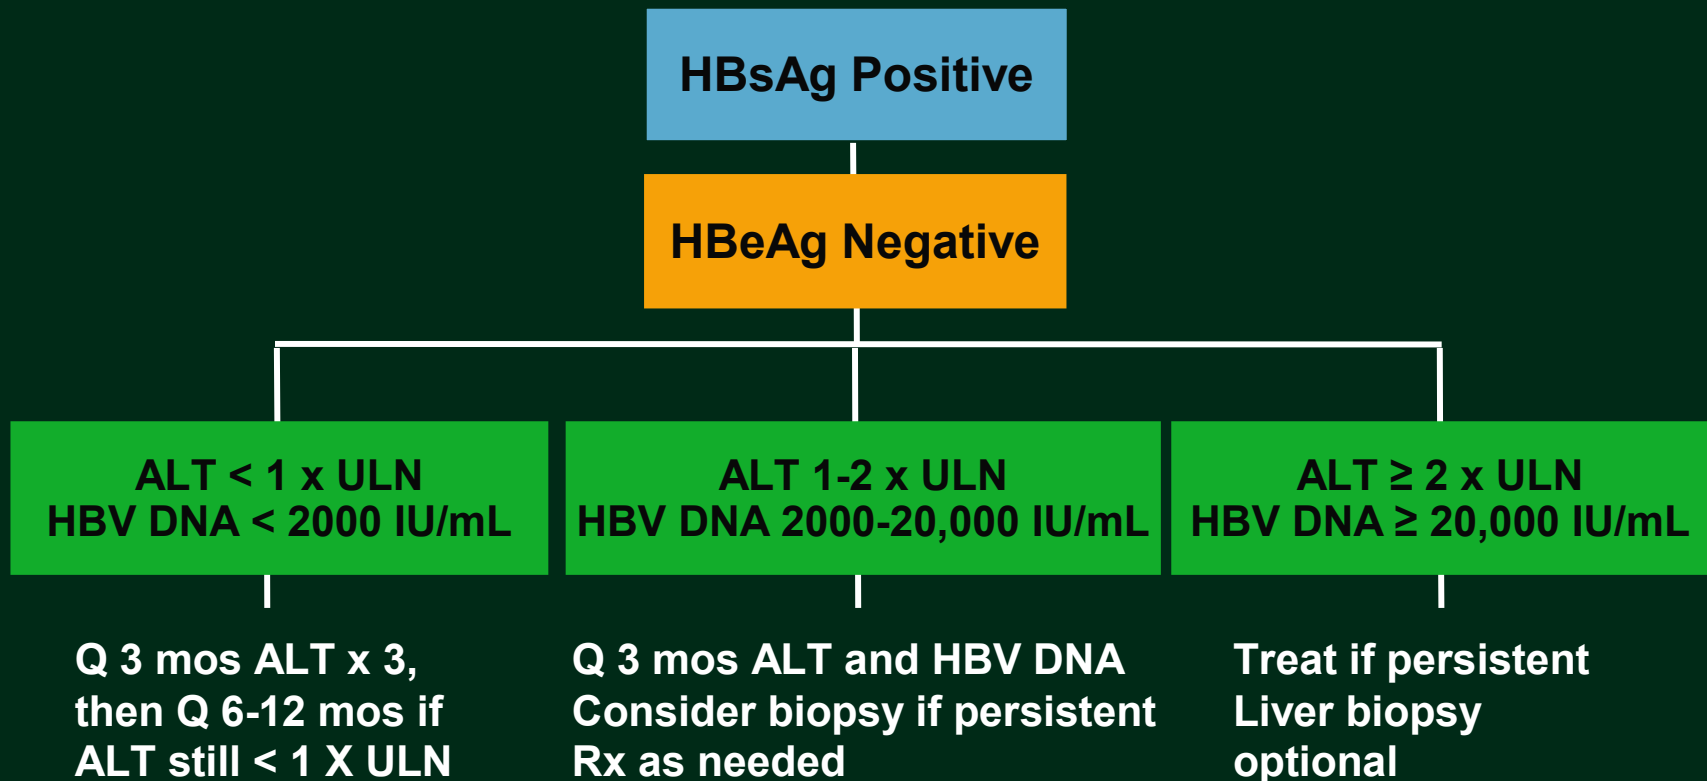 HBsAg Positive
HBeAg Negative
ALT < 1 x ULN
HBV DNA < 2000 IU/mL
ALT 1-2 x ULN
HBV DNA 2000-20,000 IU/mL
ALT ≥ 2 x ULN
HBV DNA ≥ 20,000 IU/mL
Q 3 mos ALT x 3,
then Q 6-12 mos if
ALT still < 1 X ULN
Q 3 mos ALT and HBV DNA
Consider biopsy if persistent
Rx as needed
Treat if persistent
Liver biopsy
optional